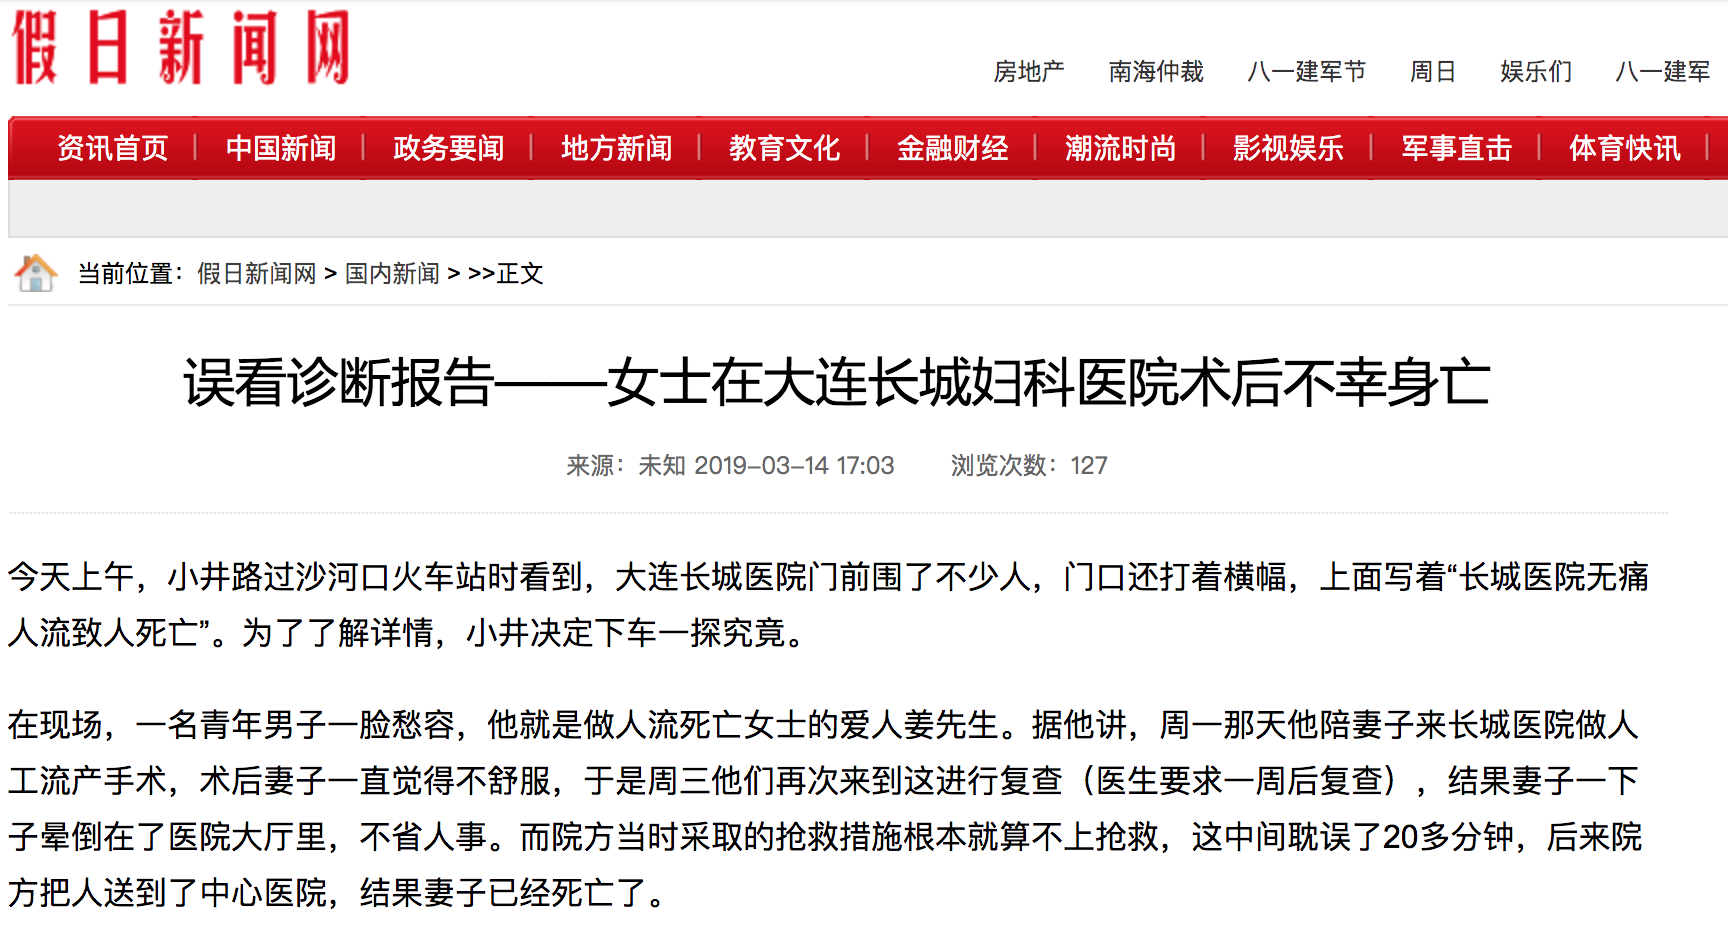 假日新闻网
房地产 南海仲裁 八一建军节 周日 娱乐们 八一建军
资讯首页 | 中国新闻 | 政务要闻 | 地方新闻 | 教育文化 | 金融财经 | 潮流时尚 | 影视娱乐 | 军事直击 | 体育快讯 |
当前位置：假日新闻网 > 国内新闻 > >>正文
误看诊断报告——女士在大连长城妇科医院术后不幸身亡
来源：未知 2019-03-14 17:03 浏览次数：127
今天上午，小井路过沙河口火车站时看到，大连长城医院门前围了不少人，门口还打着横幅，上面写着“长城医院无痛
人流致人死亡”。为了了解详情，小井决定下车一探究竟。
在现场，一名青年男子一脸愁容，他就是做人流死亡女士的爱人姜先生。据他讲，周一那天他陪妻子来长城医院做人
工流产手术，术后妻子一直觉得不舒服，于是周三他们再次来到这进行复查（医生要求一周后复查），结果妻子一下
子晕倒在了医院大厅里，不省人事。而院方当时采取的抢救措施根本就算不上抢救，这中间耽误了20多分钟，后来院
方把人送到了中心医院，结果妻子已经死亡了。